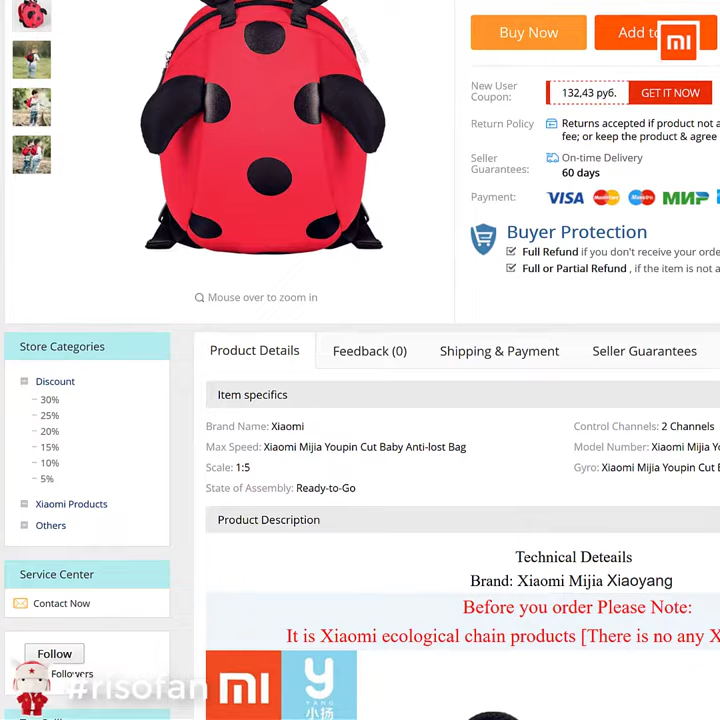 Buy Now
Add to
mi
New User Coupon:
132,43 руб.
GET IT NOW
Return Policy
Returns accepted if product not a
fee; or keep the product & agree
Seller Guarantees:
On-time Delivery
60 days
Payment:
VISA
Maestro
МИР
Buyer Protection
Full Refund if you don't receive your orde
Full or Partial Refund , if the item is not a
Mouse over to zoom in
Store Categories
Discount
30%
25%
20%
15%
10%
5%
Xiaomi Products
Others
Service Center
Contact Now
Follow
Followers
Product Details
Feedback (0)
Shipping & Payment
Seller Guarantees
Item specifics
Brand Name: Xiaomi
Control Channels: 2 Channels
Max Speed: Xiaomi Mijia Youpin Cut Baby Anti-lost Bag
Model Number: Xiaomi Mijia Yo
Scale: 1:5
Gyro: Xiaomi Mijia Youpin Cut B
State of Assembly: Ready-to-Go
Product Description
Technical Deteails
Brand: Xiaomi Mijia Xiaoyang
Before you order Please Note:
It is Xiaomi ecological chain products [There is no any X
mi
YANG
小扬
#risofan